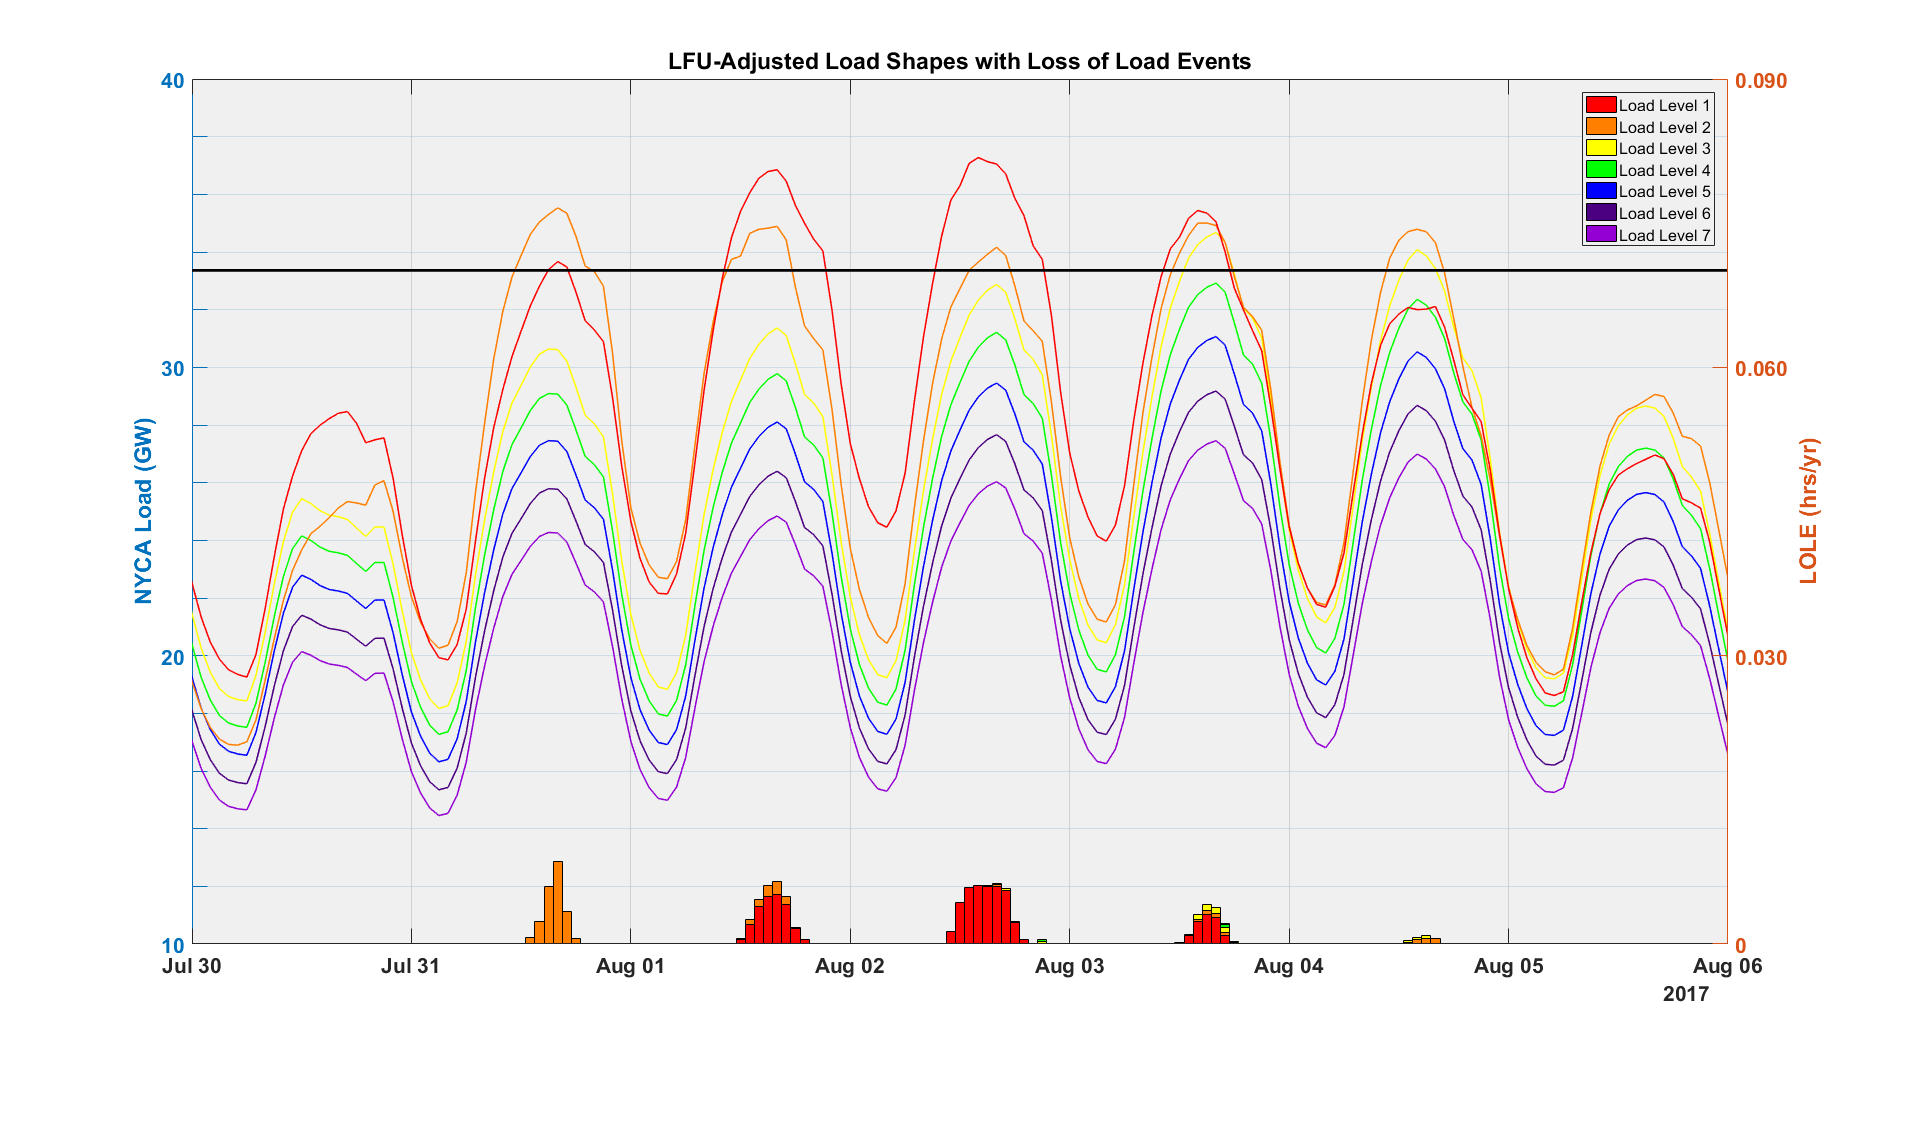 LFU-Adjusted Load Shapes with Loss of Load Events
40
30
20
10
NYCA Load (GW)
0.090
0.060
0.030
0
LOLE (hrs/yr)
Load Level 1
Load Level 2
Load Level 3
Load Level 4
Load Level 5
Load Level 6
Load Level 7
Jul 30 Jul 31 Aug 01 Aug 02 Aug 03 Aug 04 Aug 05 Aug 06
2017